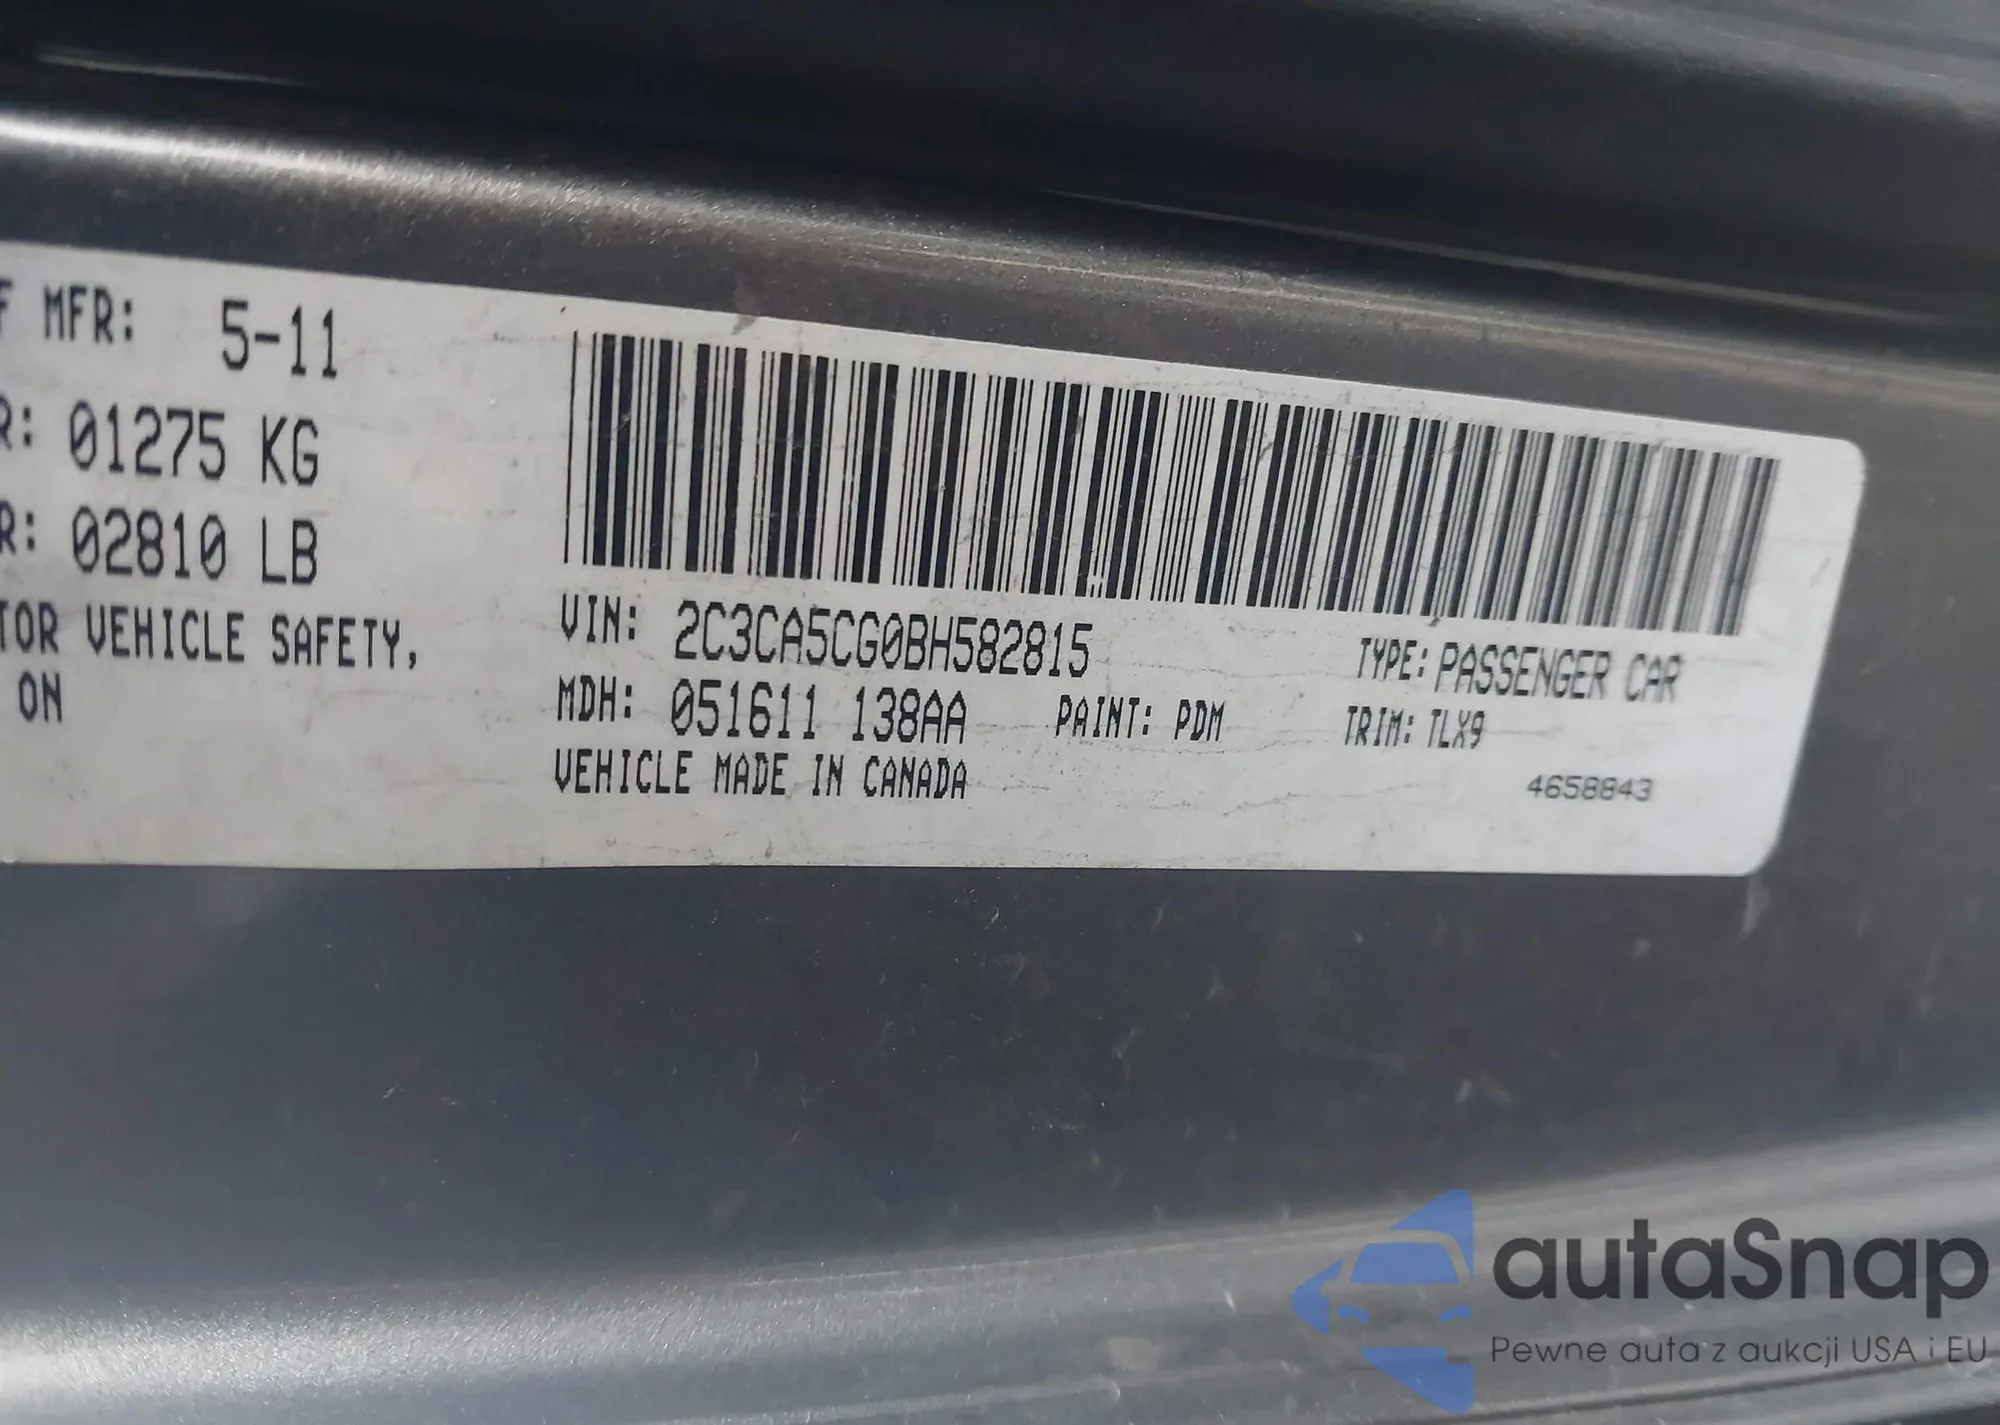 F MFR: 5-11
R: 01275 KG
R: 02810 LB
TOR VEHICLE SAFETY,
ON
VIN: 2C3CA5CG0BH582815 TYPE: PASSENGER CAR
MDH: 051611 138AA PAINT: PDM TRIM: TLX9
VEHICLE MADE IN CANADA
4658843
autaSnap
Pewne auta z aukcji USA i EU